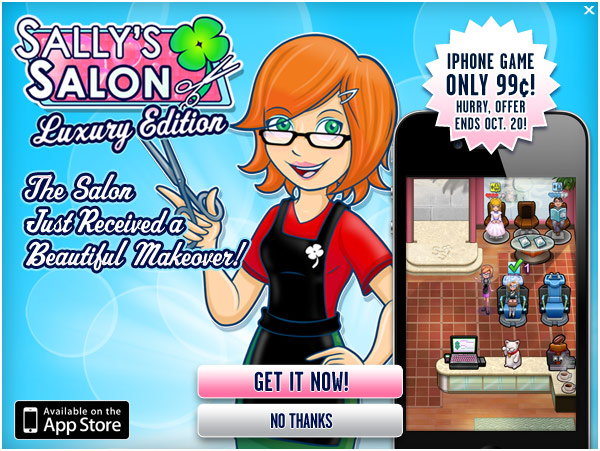 SALLY'S
SALON
Luxury Edition
The Salon
Just Received a
Beautiful Makeover!
IPHONE GAME
ONLY 99¢!
HURRY, OFFER
ENDS OCT. 20!
1
GET IT NOW!
NO THANKS
Available on the
App Store